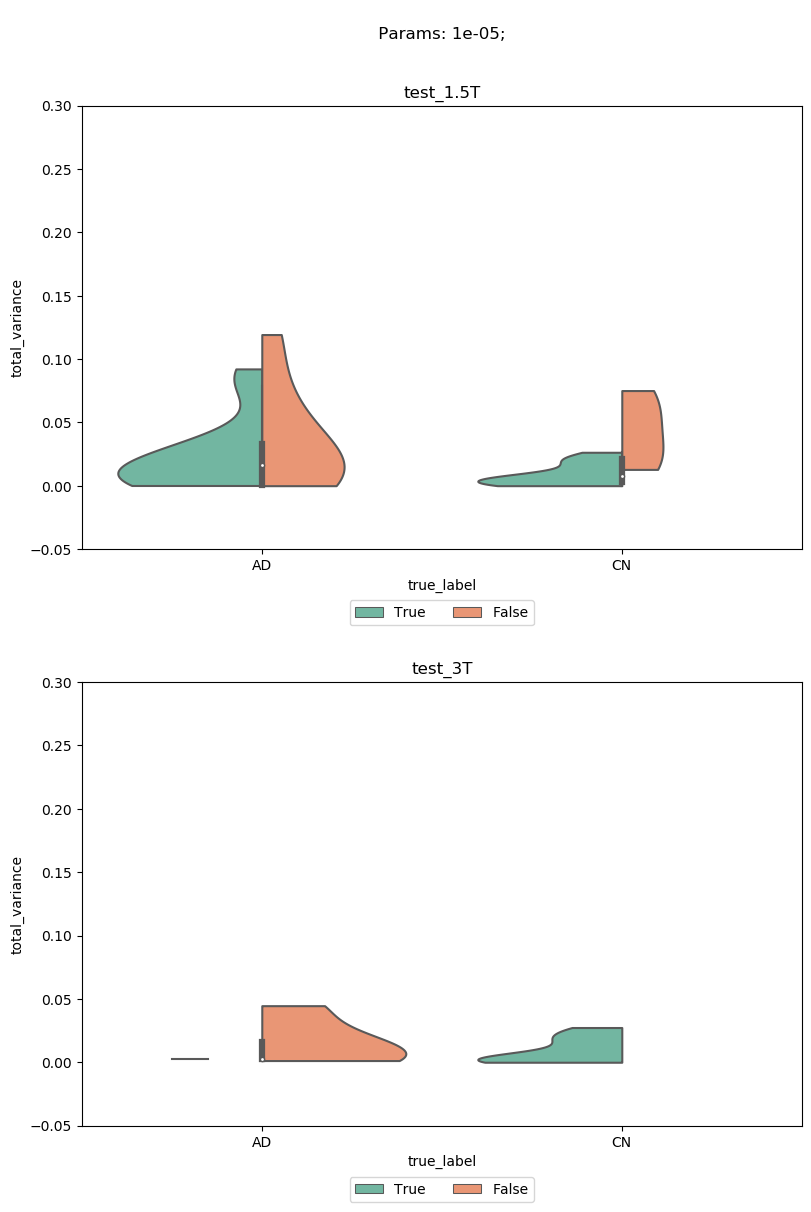 Params: 1e-05;
test_1.5T
0.30
0.25
0.20
0.15
0.10
0.05
0.00
−0.05
total_variance
AD CN
true_label
True False
test_3T
0.30
0.25
0.20
0.15
0.10
0.05
0.00
−0.05
total_variance
AD CN
true_label
True False